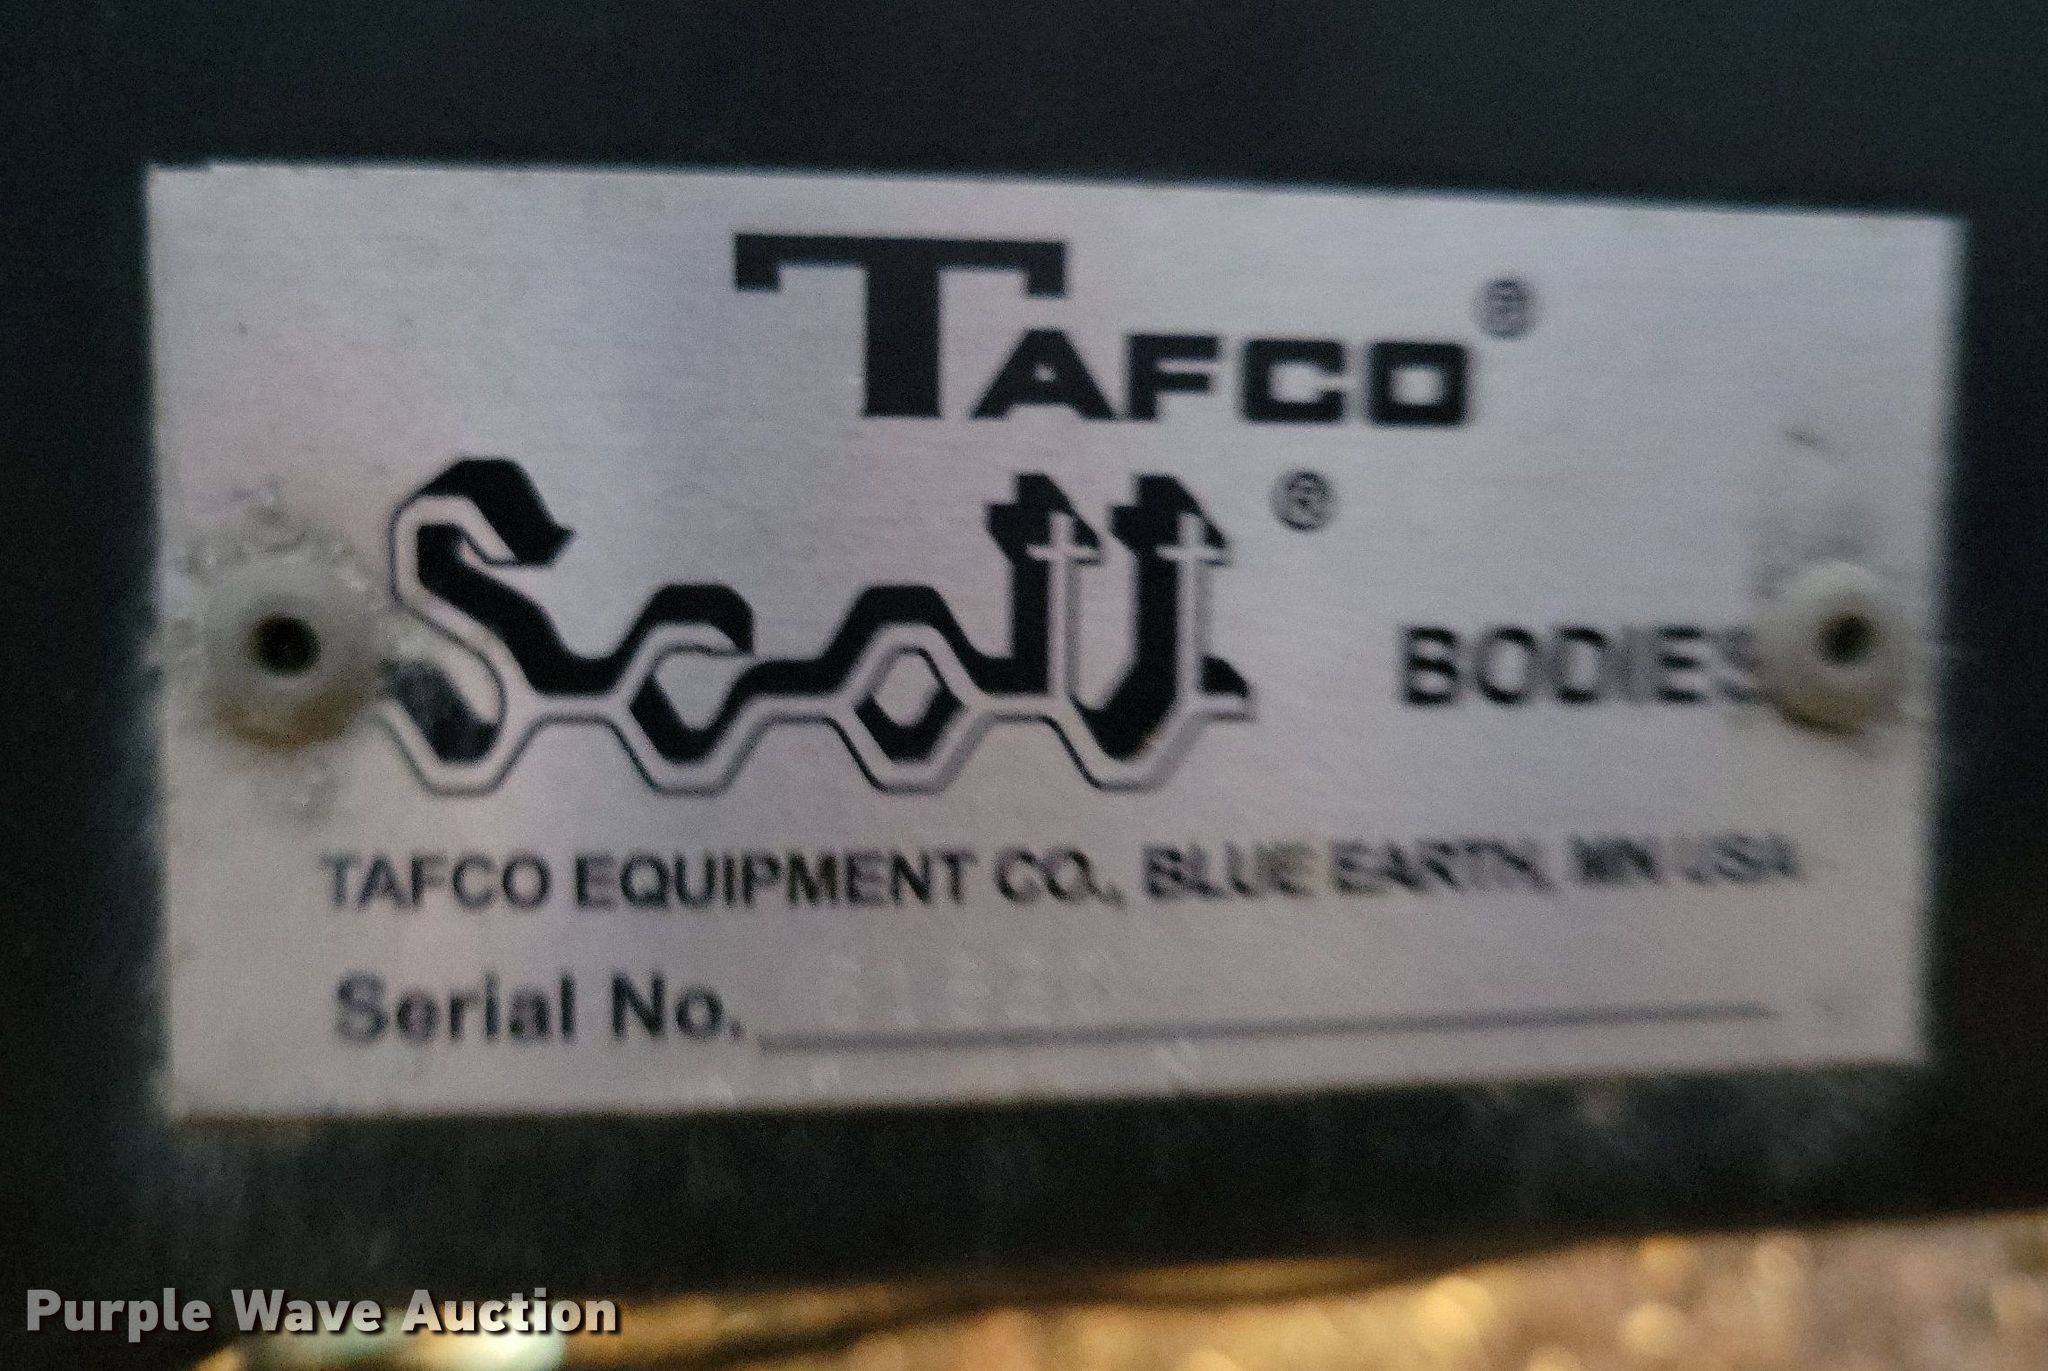 TAFCO®
Scott® BODIES
TAFCO EQUIPMENT CO., BLUE EARTH, MN USA
Serial No.
Purple Wave Auction